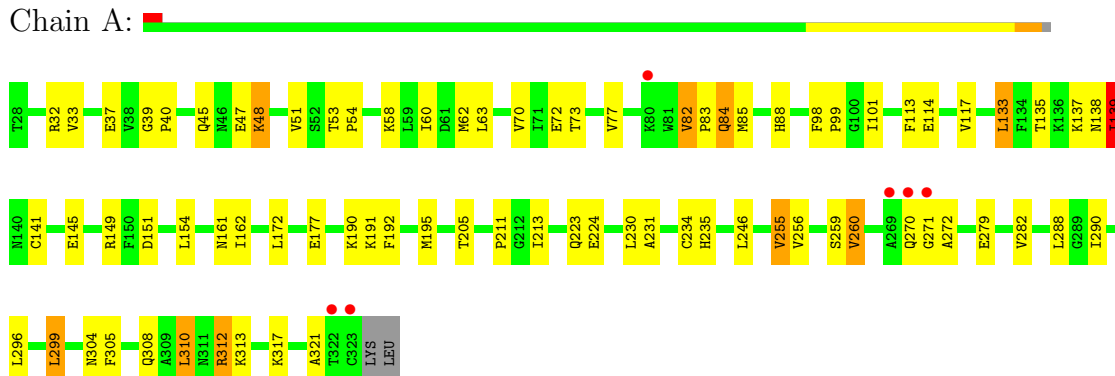 Chain A:
T28 R32 V33 E37 V38 G39 P40 Q45 N46 E47 K48 V51 S52 T53 P54 K58 L59 I60 D61 M62 L63 V70 I71 E72 T73 V77 K80 W81 V82 P83 Q84 M85 H88 F98 P99 G100 I101 F113 E114 V117 L133 F134 T135 K136 K137 N138 I139
N140 C141 E145 R149 F150 D151 L154 N161 I162 L172 E177 K190 K191 F192 M195 T205 P211 G212 I213 Q223 E224 L230 A231 C234 H235 L246 V255 V256 S259 V260 A269 Q270 G271 A272 E279 V282 L288 G289 I290
L296 L299 N304 F305 Q308 A309 L310 N311 R312 K313 K317 A321 T322 C323 LYS LEU